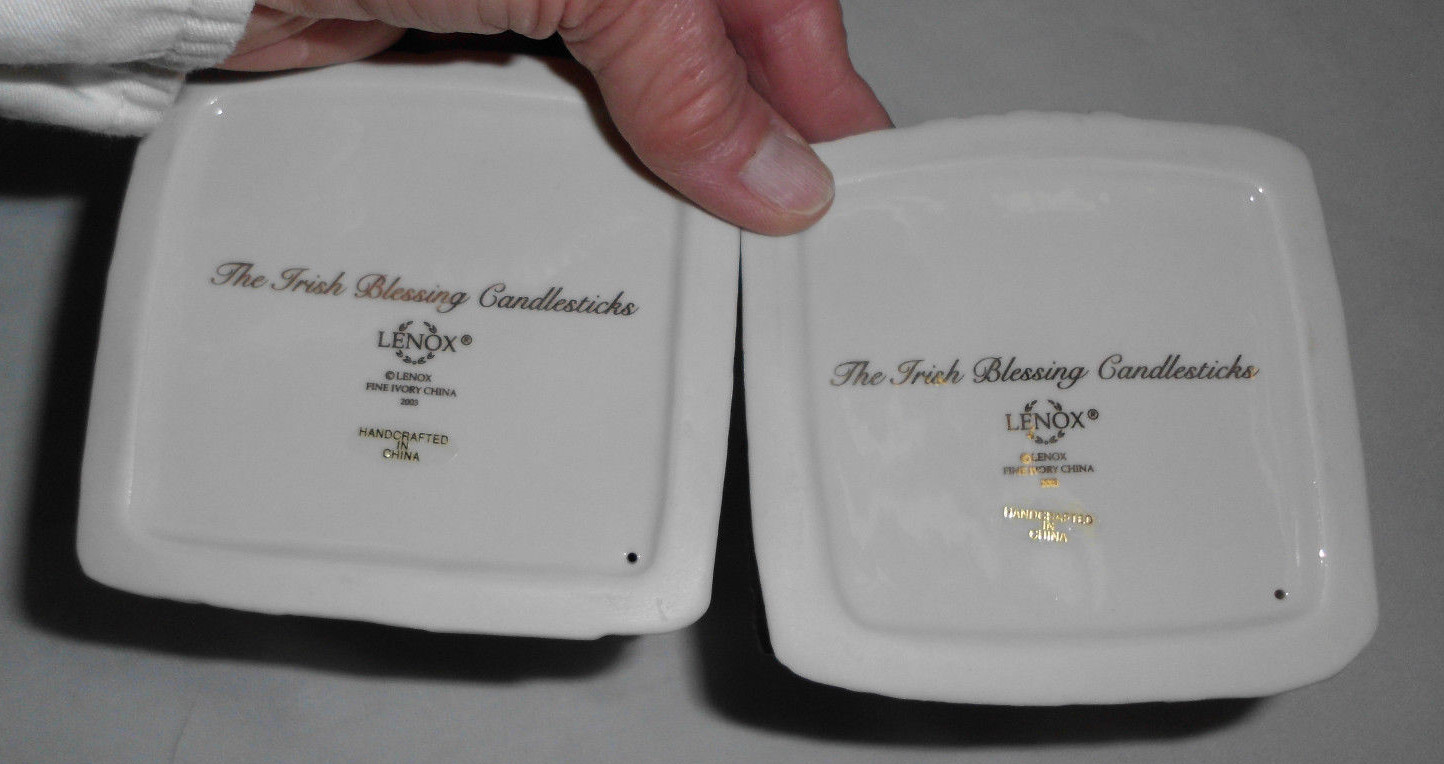 The Irish Blessing Candlesticks
LENOX®
© LENOX
FINE IVORY CHINA
2003
HANDCRAFTED
IN
CHINA
The Irish Blessing Candlesticks
LENOX®
© LENOX
FINE IVORY CHINA
2003
HANDCRAFTED
IN
CHINA